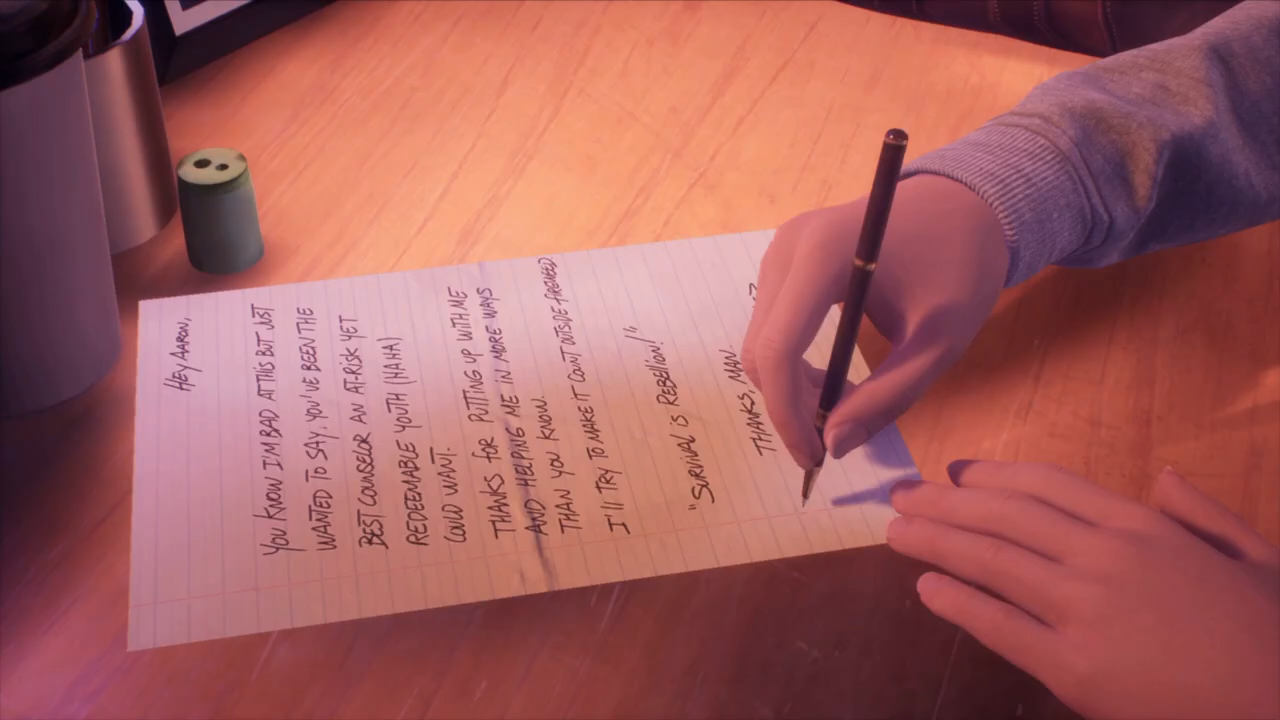 HEY AARON,
YOU KNOW I'M BAD AT THIS BUT JUST
WANTED TO SAY, YOU'VE BEEN THE
BEST COUNSELOR AN AT-RISK YET
REDEEMABLE YOUTH (HAHA)
COULD WANT.
THANKS FOR PUTTING UP WITH ME
AND HELPING ME IN MORE WAYS
THAN YOU KNOW.
I'LL TRY TO MAKE IT COUNT OUTSIDE FIREWEED.
"SURVIVAL IS REBELLION!",
THANKS, MAN.